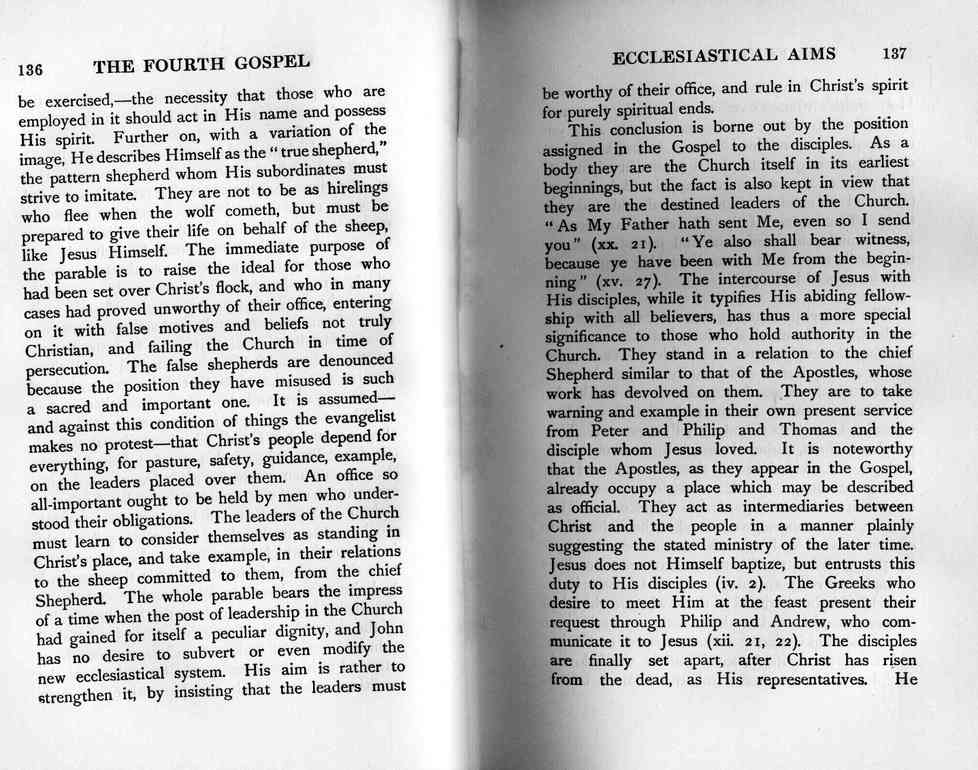 136 THE FOURTH GOSPEL
be exercised,—the necessity that those who are
employed in it should act in His name and possess
His spirit. Further on, with a variation of the
image, He describes Himself as the “ true shepherd,”
the pattern shepherd whom His subordinates must
strive to imitate. They are not to be as hirelings
who flee when the wolf cometh, but must be
prepared to give their life on behalf of the sheep,
like Jesus Himself. The immediate purpose of
the parable is to raise the ideal for those who
had been set over Christ’s flock, and who in many
cases had proved unworthy of their office, entering
on it with false motives and beliefs not truly
Christian, and failing the Church in time of
persecution. The false shepherds are denounced
because the position they have misused is such
a sacred and important one. It is assumed—
and against this condition of things the evangelist
makes no protest—that Christ’s people depend for
everything, for pasture, safety, guidance, example,
on the leaders placed over them. An office so
all-important ought to be held by men who under-
stood their obligations. The leaders of the Church
must learn to consider themselves as standing in
Christ’s place, and take example, in their relations
to the sheep committed to them, from the chief
Shepherd. The whole parable bears the impress
of a time when the post of leadership in the Church
had gained for itself a peculiar dignity, and John
has no desire to subvert or even modify the
new ecclesiastical system. His aim is rather to
strengthen it, by insisting that the leaders must
ECCLESIASTICAL AIMS 137
be worthy of their office, and rule in Christ’s spirit
for purely spiritual ends.
This conclusion is borne out by the position
assigned in the Gospel to the disciples. As a
body they are the Church itself in its earliest
beginnings, but the fact is also kept in view that
they are the destined leaders of the Church.
“ As My Father hath sent Me, even so I send
you ” (xx. 21). “ Ye also shall bear witness,
because ye have been with Me from the begin-
ning ” (xv. 27). The intercourse of Jesus with
His disciples, while it typifies His abiding fellow-
ship with all believers, has thus a more special
significance to those who hold authority in the
Church. They stand in a relation to the chief
Shepherd similar to that of the Apostles, whose
work has devolved on them. They are to take
warning and example in their own present service
from Peter and Philip and Thomas and the
disciple whom Jesus loved. It is noteworthy
that the Apostles, as they appear in the Gospel,
already occupy a place which may be described
as official. They act as intermediaries between
Christ and the people in a manner plainly
suggesting the stated ministry of the later time.
Jesus does not Himself baptize, but entrusts this
duty to His disciples (iv. 2). The Greeks who
desire to meet Him at the feast present their
request through Philip and Andrew, who com-
municate it to Jesus (xii. 21, 22). The disciples
are finally set apart, after Christ has risen
from the dead, as His representatives. He